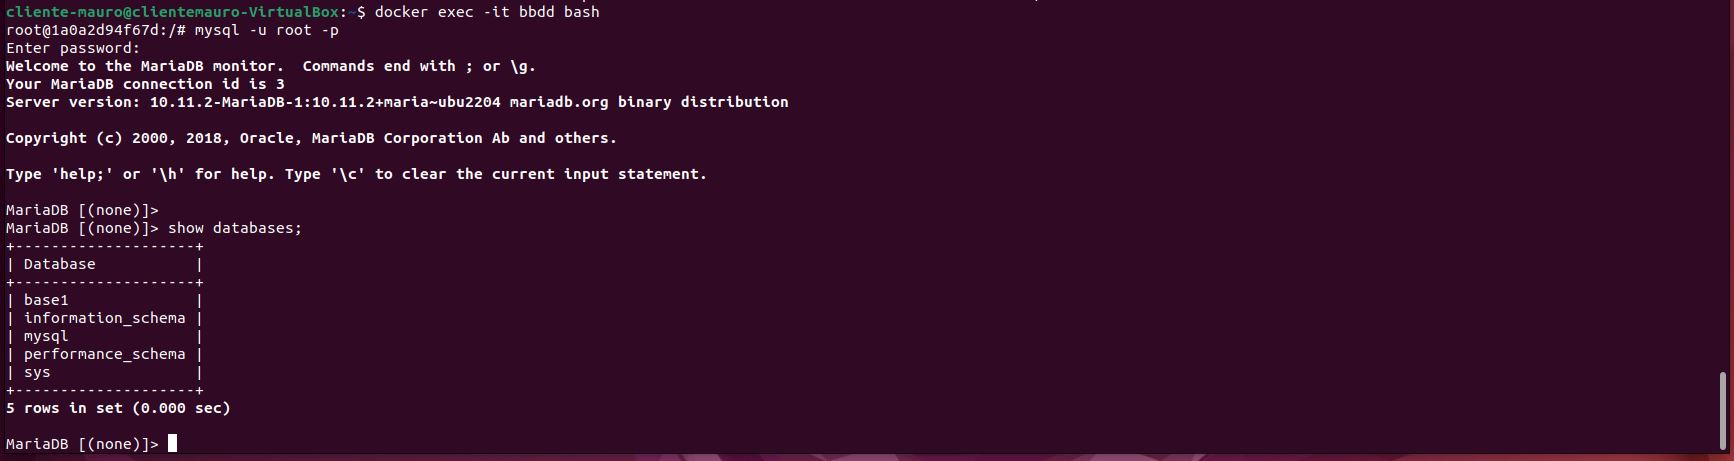 cliente-mauro@clientemauro-VirtualBox:~$ docker exec -it bbdd bash
root@1a0a2d94f67d:/# mysql -u root -p
Enter password:
Welcome to the MariaDB monitor.  Commands end with ; or \g.
Your MariaDB connection id is 3
Server version: 10.11.2-MariaDB-1:10.11.2+maria~ubu2204 mariadb.org binary distribution

Copyright (c) 2000, 2018, Oracle, MariaDB Corporation Ab and others.

Type 'help;' or '\h' for help. Type '\c' to clear the current input statement.

MariaDB [(none)]>
MariaDB [(none)]> show databases;
+--------------------+
| Database           |
+--------------------+
| base1              |
| information_schema |
| mysql              |
| performance_schema |
| sys                |
+--------------------+
5 rows in set (0.000 sec)

MariaDB [(none)]>